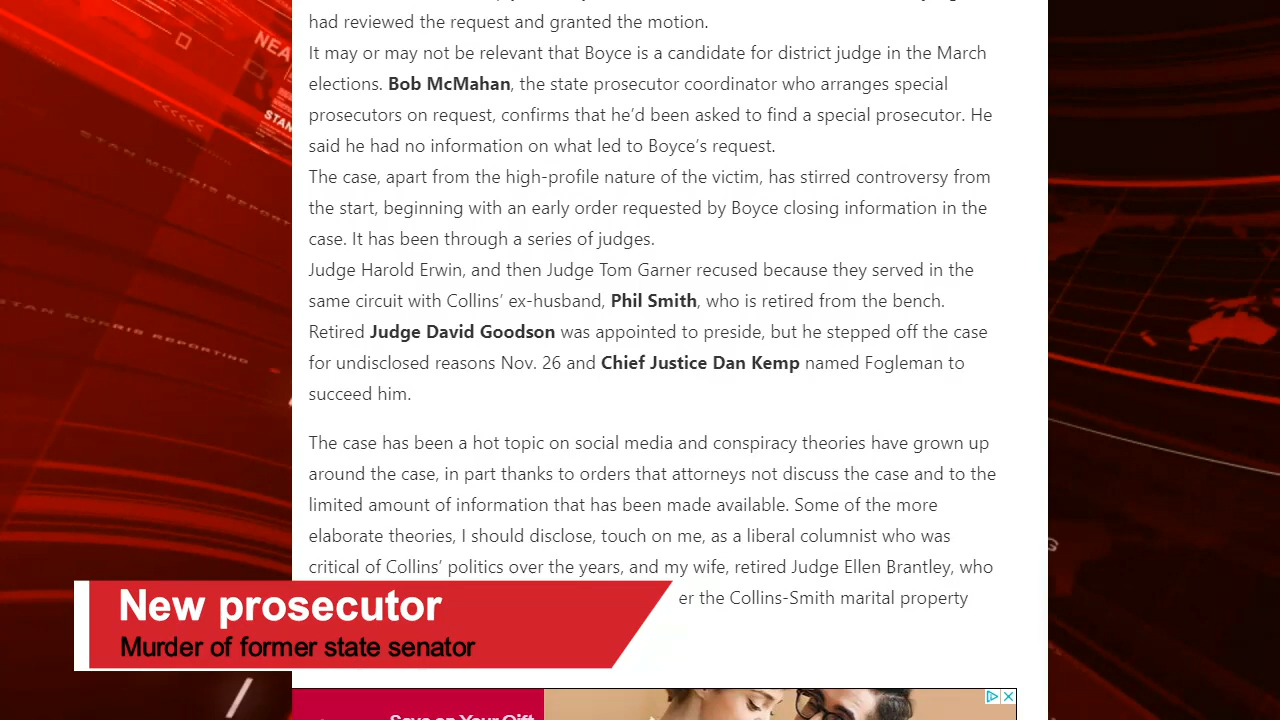 had reviewed the request and granted the motion.
It may or may not be relevant that Boyce is a candidate for district judge in the March
elections. Bob McMahan, the state prosecutor coordinator who arranges special
prosecutors on request, confirms that he’d been asked to find a special prosecutor. He
said he had no information on what led to Boyce’s request.
The case, apart from the high-profile nature of the victim, has stirred controversy from
the start, beginning with an early order requested by Boyce closing information in the
case. It has been through a series of judges.
Judge Harold Erwin, and then Judge Tom Garner recused because they served in the
same circuit with Collins’ ex-husband, Phil Smith, who is retired from the bench.
Retired Judge David Goodson was appointed to preside, but he stepped off the case
for undisclosed reasons Nov. 26 and Chief Justice Dan Kemp named Fogleman to
succeed him.
The case has been a hot topic on social media and conspiracy theories have grown up
around the case, in part thanks to orders that attorneys not discuss the case and to the
limited amount of information that has been made available. Some of the more
elaborate theories, I should disclose, touch on me, as a liberal columnist who was
critical of Collins’ politics over the years, and my wife, retired Judge Ellen Brantley, who
er the Collins-Smith marital property
New prosecutor
Murder of former state senator
Save on Your Gift
NEA
STAN
STAN MORRIS REPORT
STAN MORRIS REPORTING